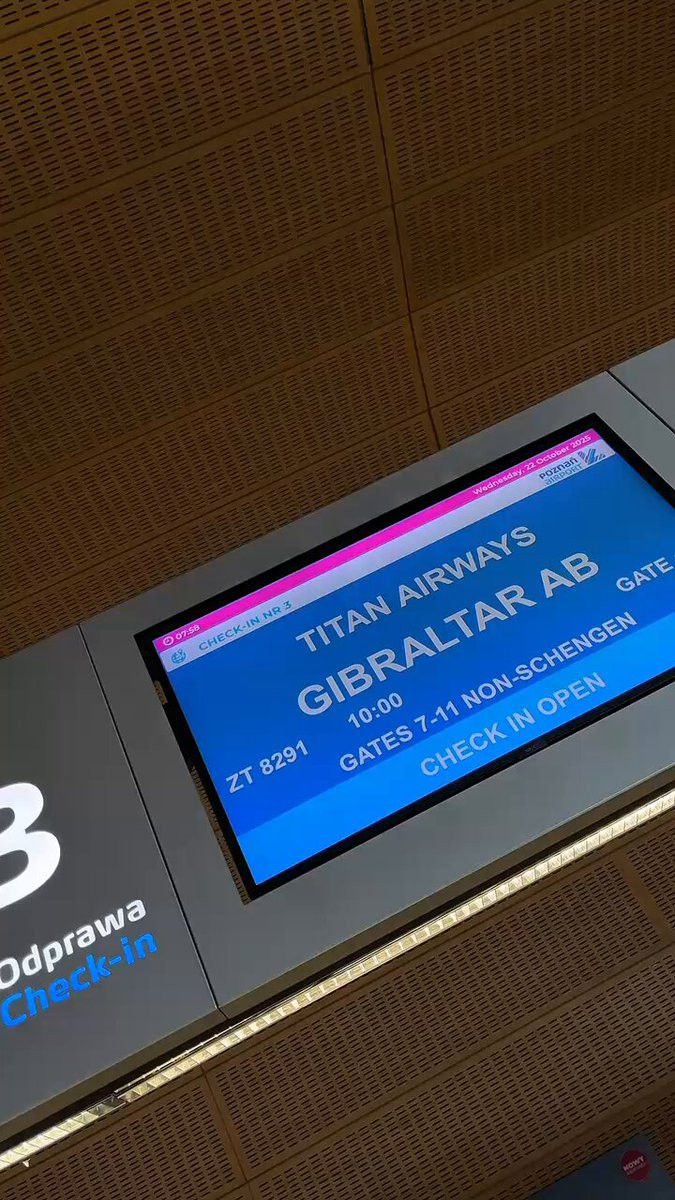 Wednesday, 22 October 2025
07:58
POZNAŃ
AIRPORT
CHECK-IN NR 3
TITAN AIRWAYS
GIBRALTAR AB
ZT 8291 10:00 GATE
GATES 7-11 NON-SCHENGEN
CHECK IN OPEN
3
Odprawa
Check-in
NOWY